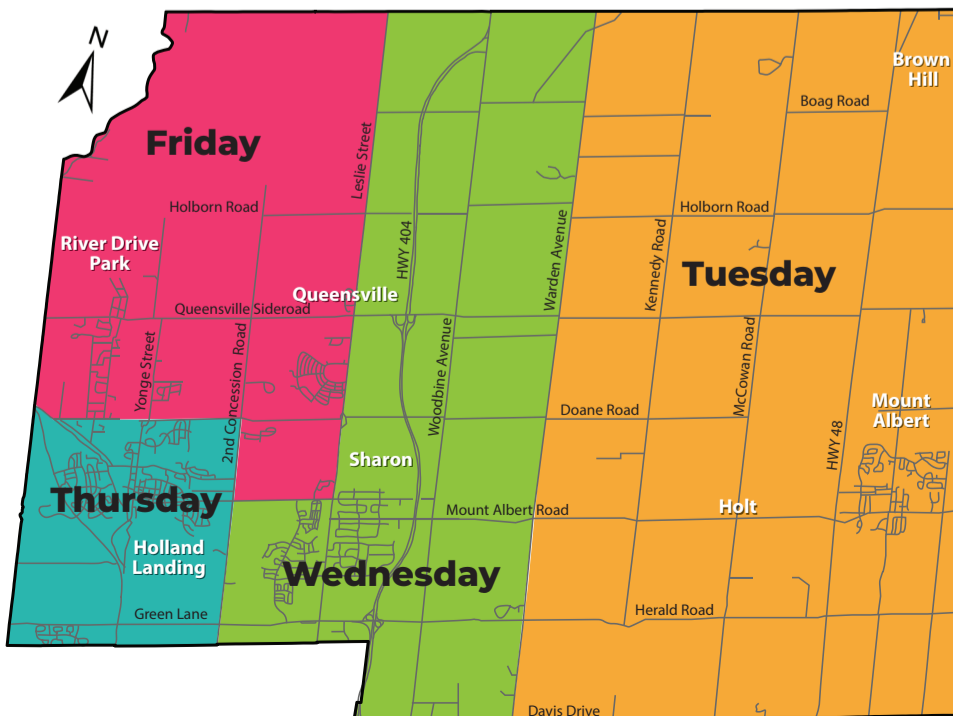 N
Brown
Hill
Boag Road
Friday
Leslie Street
Holborn Road
Holborn Road
River Drive
Park
HWY 404
Warden Avenue
Kennedy Road
Tuesday
Queensville
Queensville Sideroad
Yonge Street
2nd Concession Road
Woodbine Avenue
McCowan Road
Doane Road
Mount
Albert
HWY 48
Sharon
Thursday
Mount Albert Road
Holt
Holland
Landing
Wednesday
Green Lane
Herald Road
Davis Drive